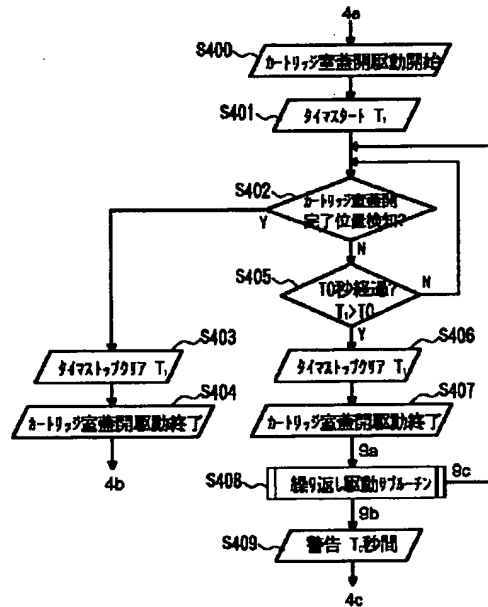 4a
S400
カートリッジ室蓋開駆動開始
S401
タイマスタート T₁
S402
カートリッジ室蓋開
完了位置検知?
Y
N
S405
T0秒経過?
T₁>T0
N
Y
S403
タイマストップクリア T₁
S406
タイマストップクリア T₁
S404
カートリッジ室蓋開駆動終了
S407
カートリッジ室蓋開駆動終了
4b
9a
S408
繰り返し駆動サブルーチン
9c
9b
S409
警告
秒間
4c